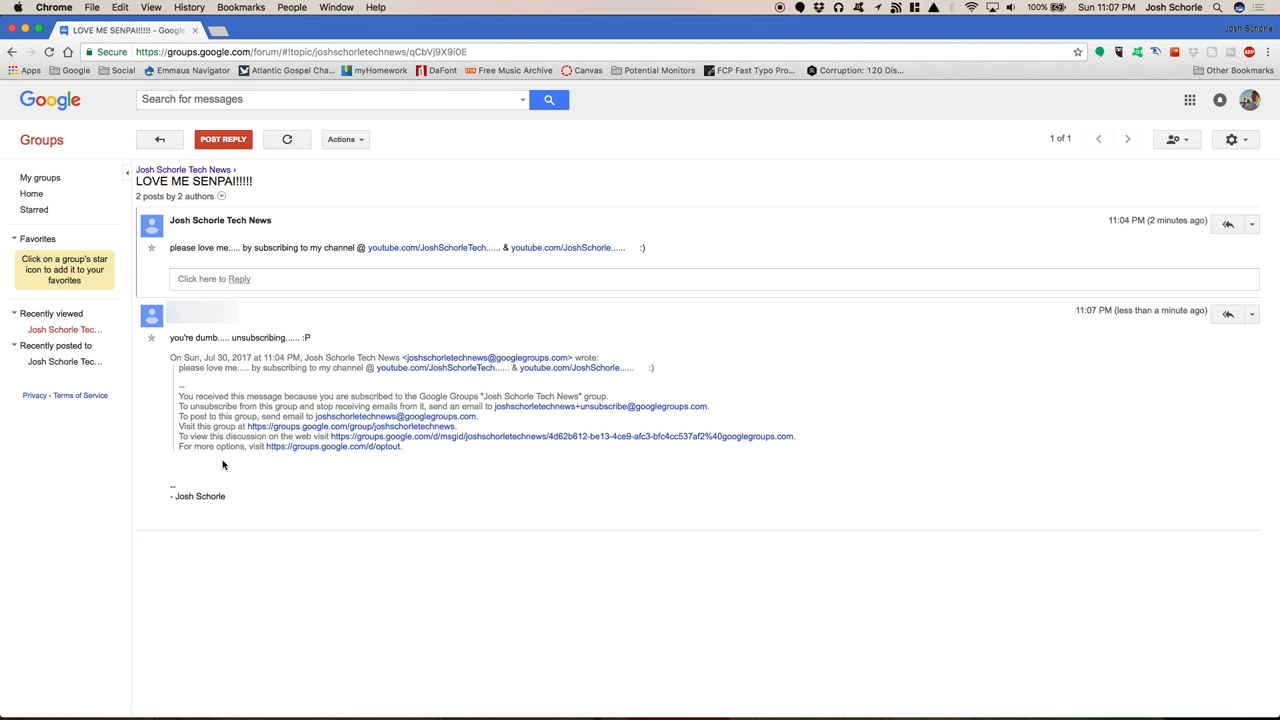 Chrome File Edit View History Bookmarks People Window Help 100% Sun 11:07 PM Josh Schorle
LOVE ME SENPAI!!!!! - Google Josh Schorle
Secure https://groups.google.com/forum/#!topic/joshschorletechnews/qCbVj9X9i0E
Apps Google Social Emmaus Navigator Atlantic Gospel Cha... myHomework DaFont Free Music Archive Canvas Potential Monitors FCP Fast Typo Pro... Corruption: 120 Dis... Other Bookmarks
Google Search for messages
Groups POST REPLY Actions 1 of 1
My groups
Home
Starred
Favorites
Click on a group's star
icon to add it to your
favorites
Recently viewed
Josh Schorle Tec...
Recently posted to
Josh Schorle Tec...
Privacy - Terms of Service
Josh Schorle Tech News ›
LOVE ME SENPAI!!!!!
2 posts by 2 authors
Josh Schorle Tech News 11:04 PM (2 minutes ago)
please love me..... by subscribing to my channel @ youtube.com/JoshSchorleTech...... & youtube.com/JoshSchorle...... :)
Click here to Reply
11:07 PM (less than a minute ago)
you're dumb..... unsubscribing...... :P
On Sun, Jul 30, 2017 at 11:04 PM, Josh Schorle Tech News <joshschorletechnews@googlegroups.com> wrote:
please love me..... by subscribing to my channel @ youtube.com/JoshSchorleTech...... & youtube.com/JoshSchorle...... :)
--
You received this message because you are subscribed to the Google Groups "Josh Schorle Tech News" group.
To unsubscribe from this group and stop receiving emails from it, send an email to joshschorletechnews+unsubscribe@googlegroups.com.
To post to this group, send email to joshschorletechnews@googlegroups.com.
Visit this group at https://groups.google.com/group/joshschorletechnews.
To view this discussion on the web visit https://groups.google.com/d/msgid/joshschorletechnews/4d62b612-be13-4ce9-afc3-bfc4cc537af2%40googlegroups.com.
For more options, visit https://groups.google.com/d/optout.
--
- Josh Schorle